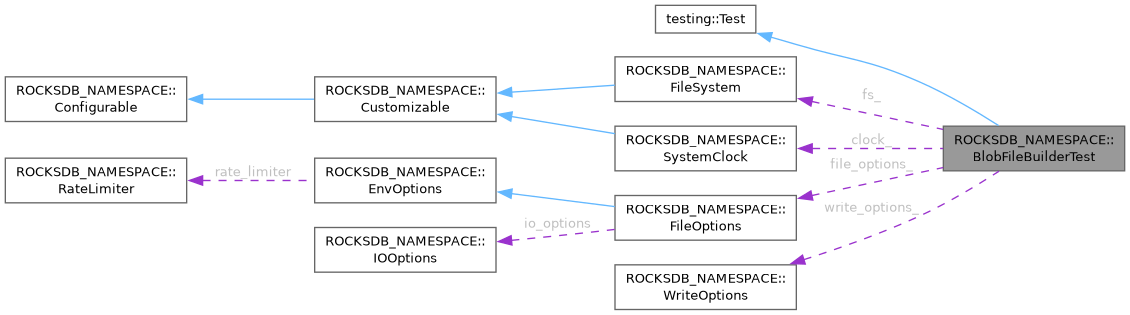 testing::Test
ROCKSDB_NAMESPACE::
FileSystem
ROCKSDB_NAMESPACE::
Configurable
ROCKSDB_NAMESPACE::
Customizable
fs_
ROCKSDB_NAMESPACE::
SystemClock
clock_
ROCKSDB_NAMESPACE::
BlobFileBuilderTest
ROCKSDB_NAMESPACE::
RateLimiter
rate_limiter
ROCKSDB_NAMESPACE::
EnvOptions
file_options_
ROCKSDB_NAMESPACE::
FileOptions
write_options_
io_options
ROCKSDB_NAMESPACE::
IOOptions
ROCKSDB_NAMESPACE::
WriteOptions